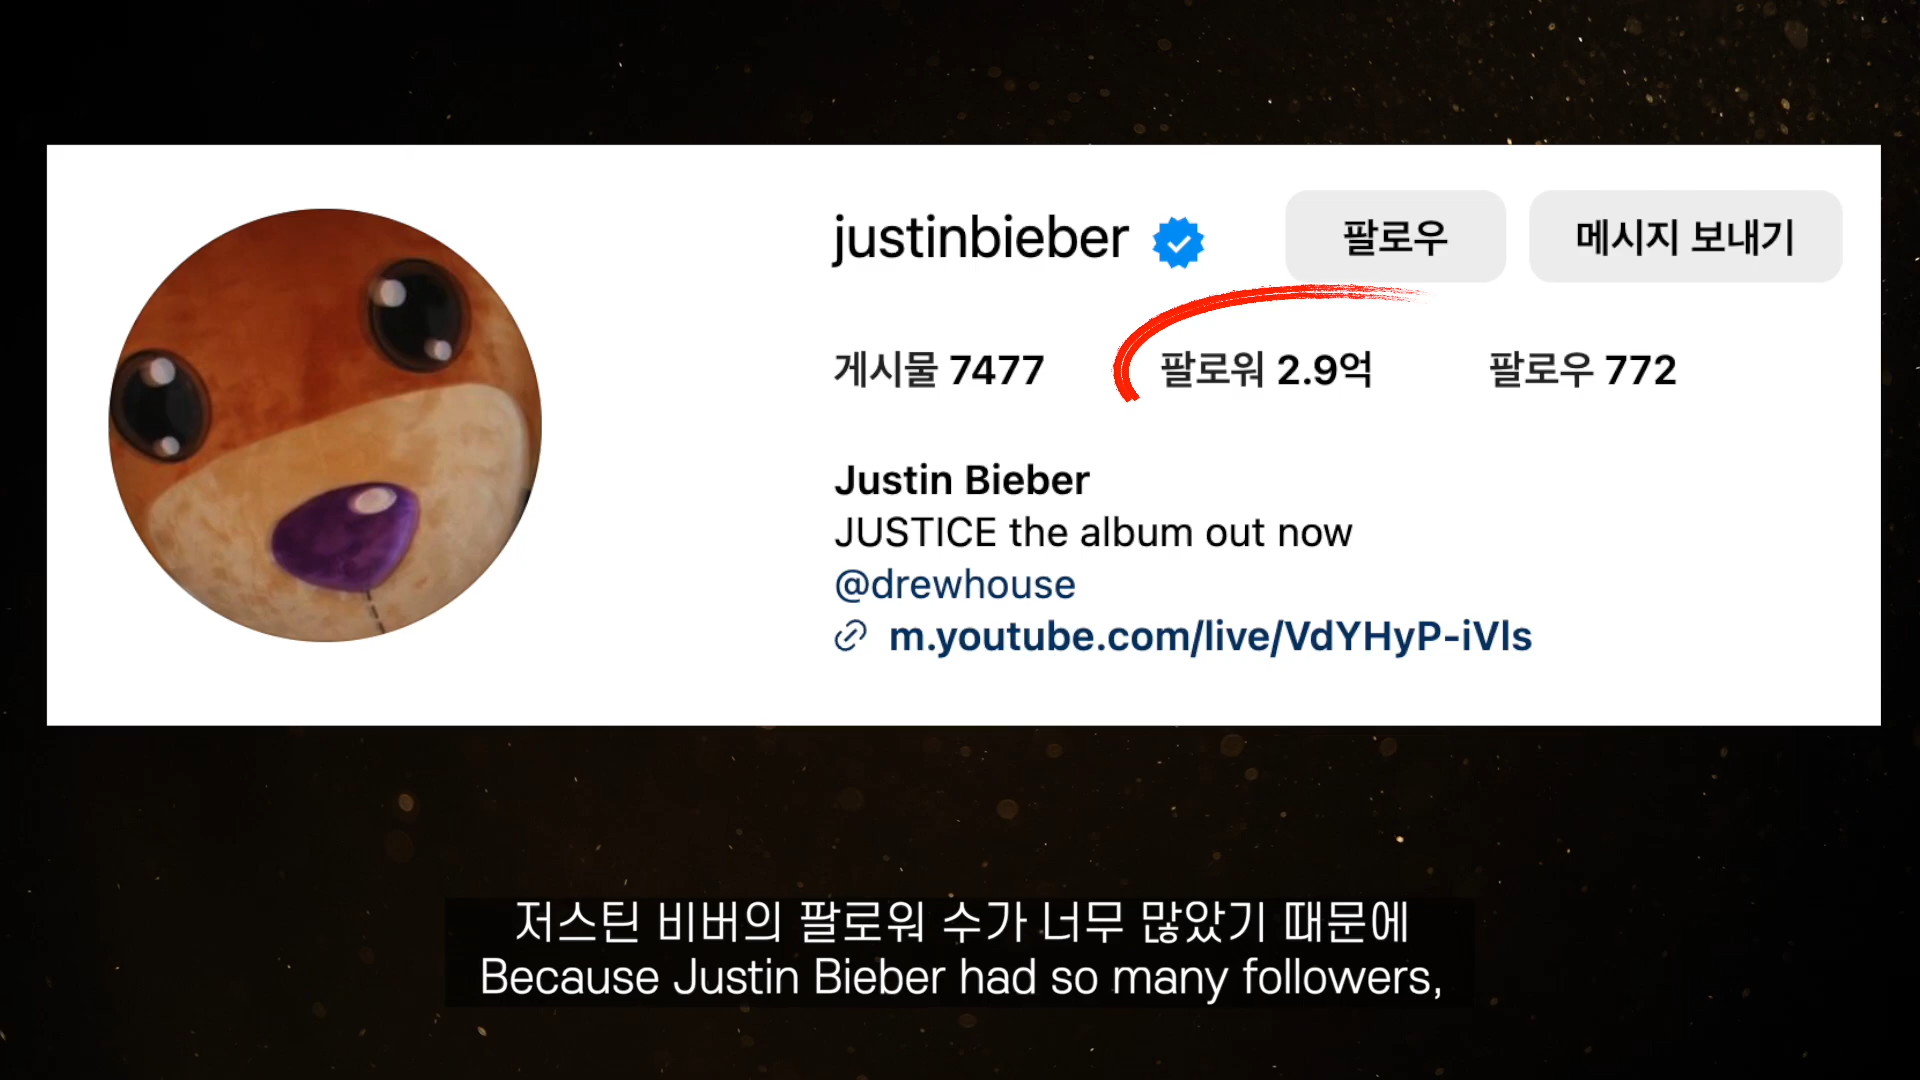 justinbieber
팔로우
메시지 보내기
게시물 7477
팔로워 2.9억
팔로우 772
Justin Bieber
JUSTICE the album out now
@drewhouse
m.youtube.com/live/VdYHyP-iVls
저스틴 비버의 팔로워 수가 너무 많았기 때문에
Because Justin Bieber had so many followers,